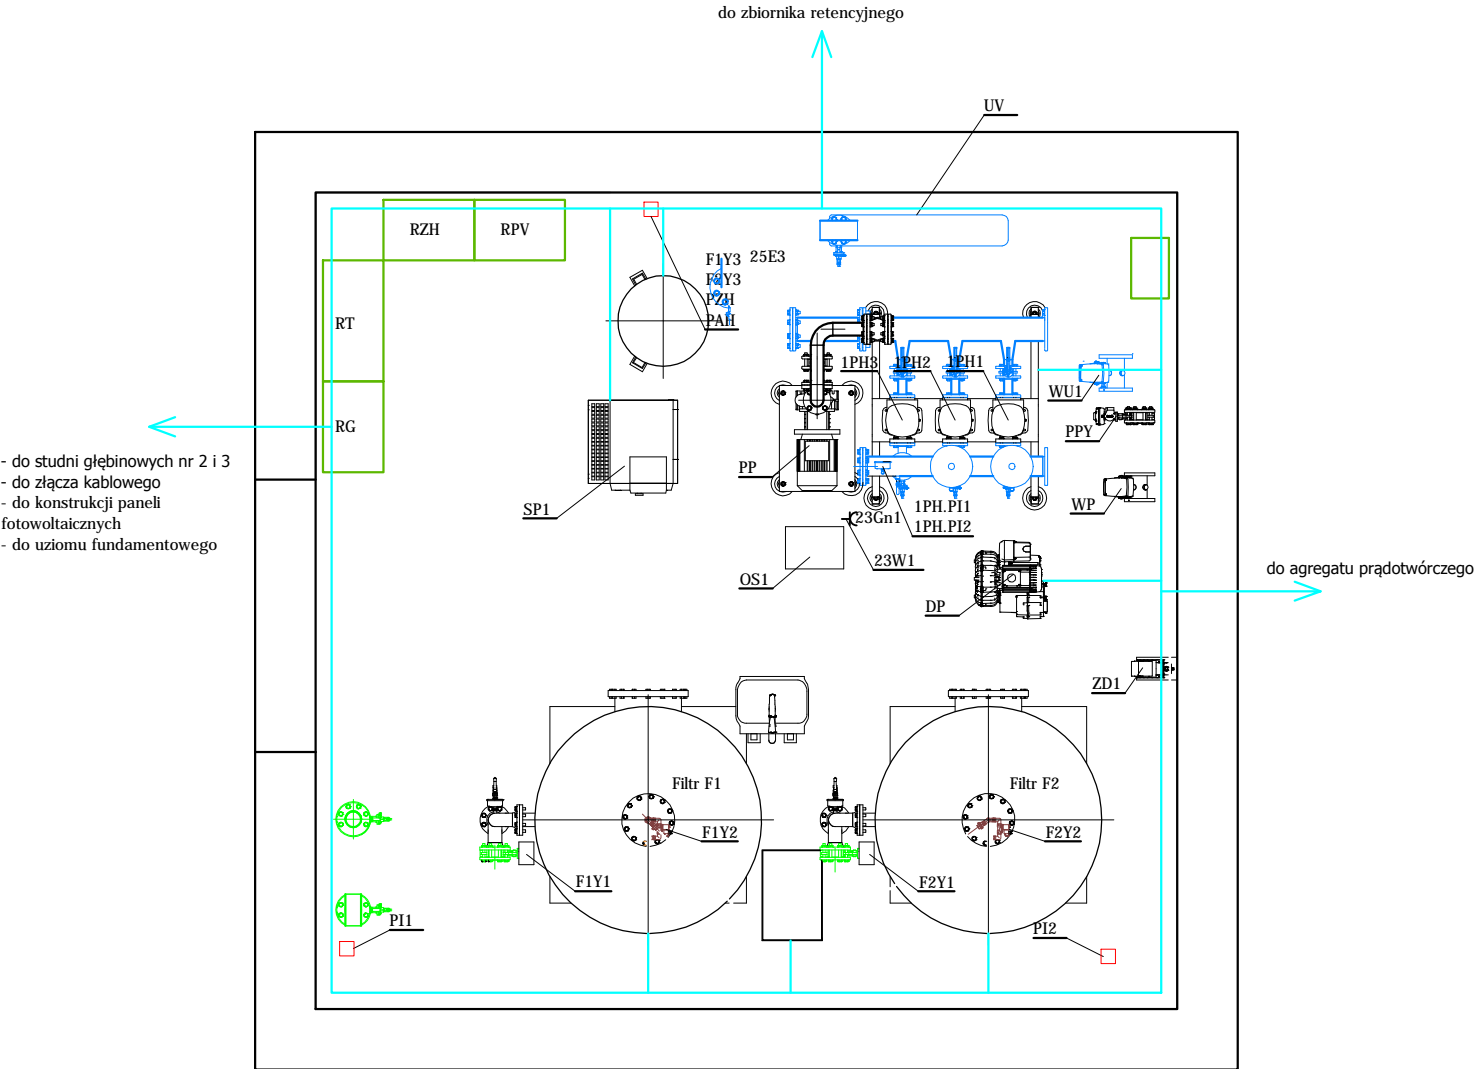 do zbiornika retencyjnego
UV
RZH
RPV
F1Y3
25E3
F2Y3
PZH
PAH
RT
1PH3
1PH2
1PH1
WU1
RG
PPY
- do studni głębinowych nr 2 i 3
- do złącza kablowego
- do konstrukcji paneli
fotowoltaicznych
- do uziomu fundamentowego
PP
SP1
WP
1PH.PI1
23Gn1
1PH.PI2
23W1
OS1
DP
do agregatu prądotwórczego
ZD1
Filtr F1
Filtr F2
F1Y2
F2Y2
F1Y1
F2Y1
PI1
PI2